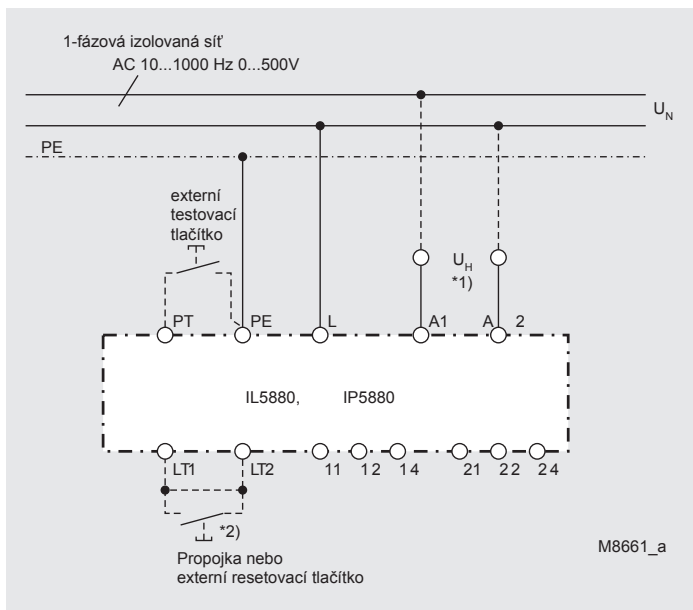 1-fázová izolovaná síť
AC 10...1000 Hz 0...500V
U_N
PE
externí
testovací
tlačítko
U_H
*1)
PT PE L A1 A 2
IL5880, IP5880
LT1 LT2 11 12 14 21 22 24
*2)
Propojka nebo
externí resetovací tlačítko
M8661_a